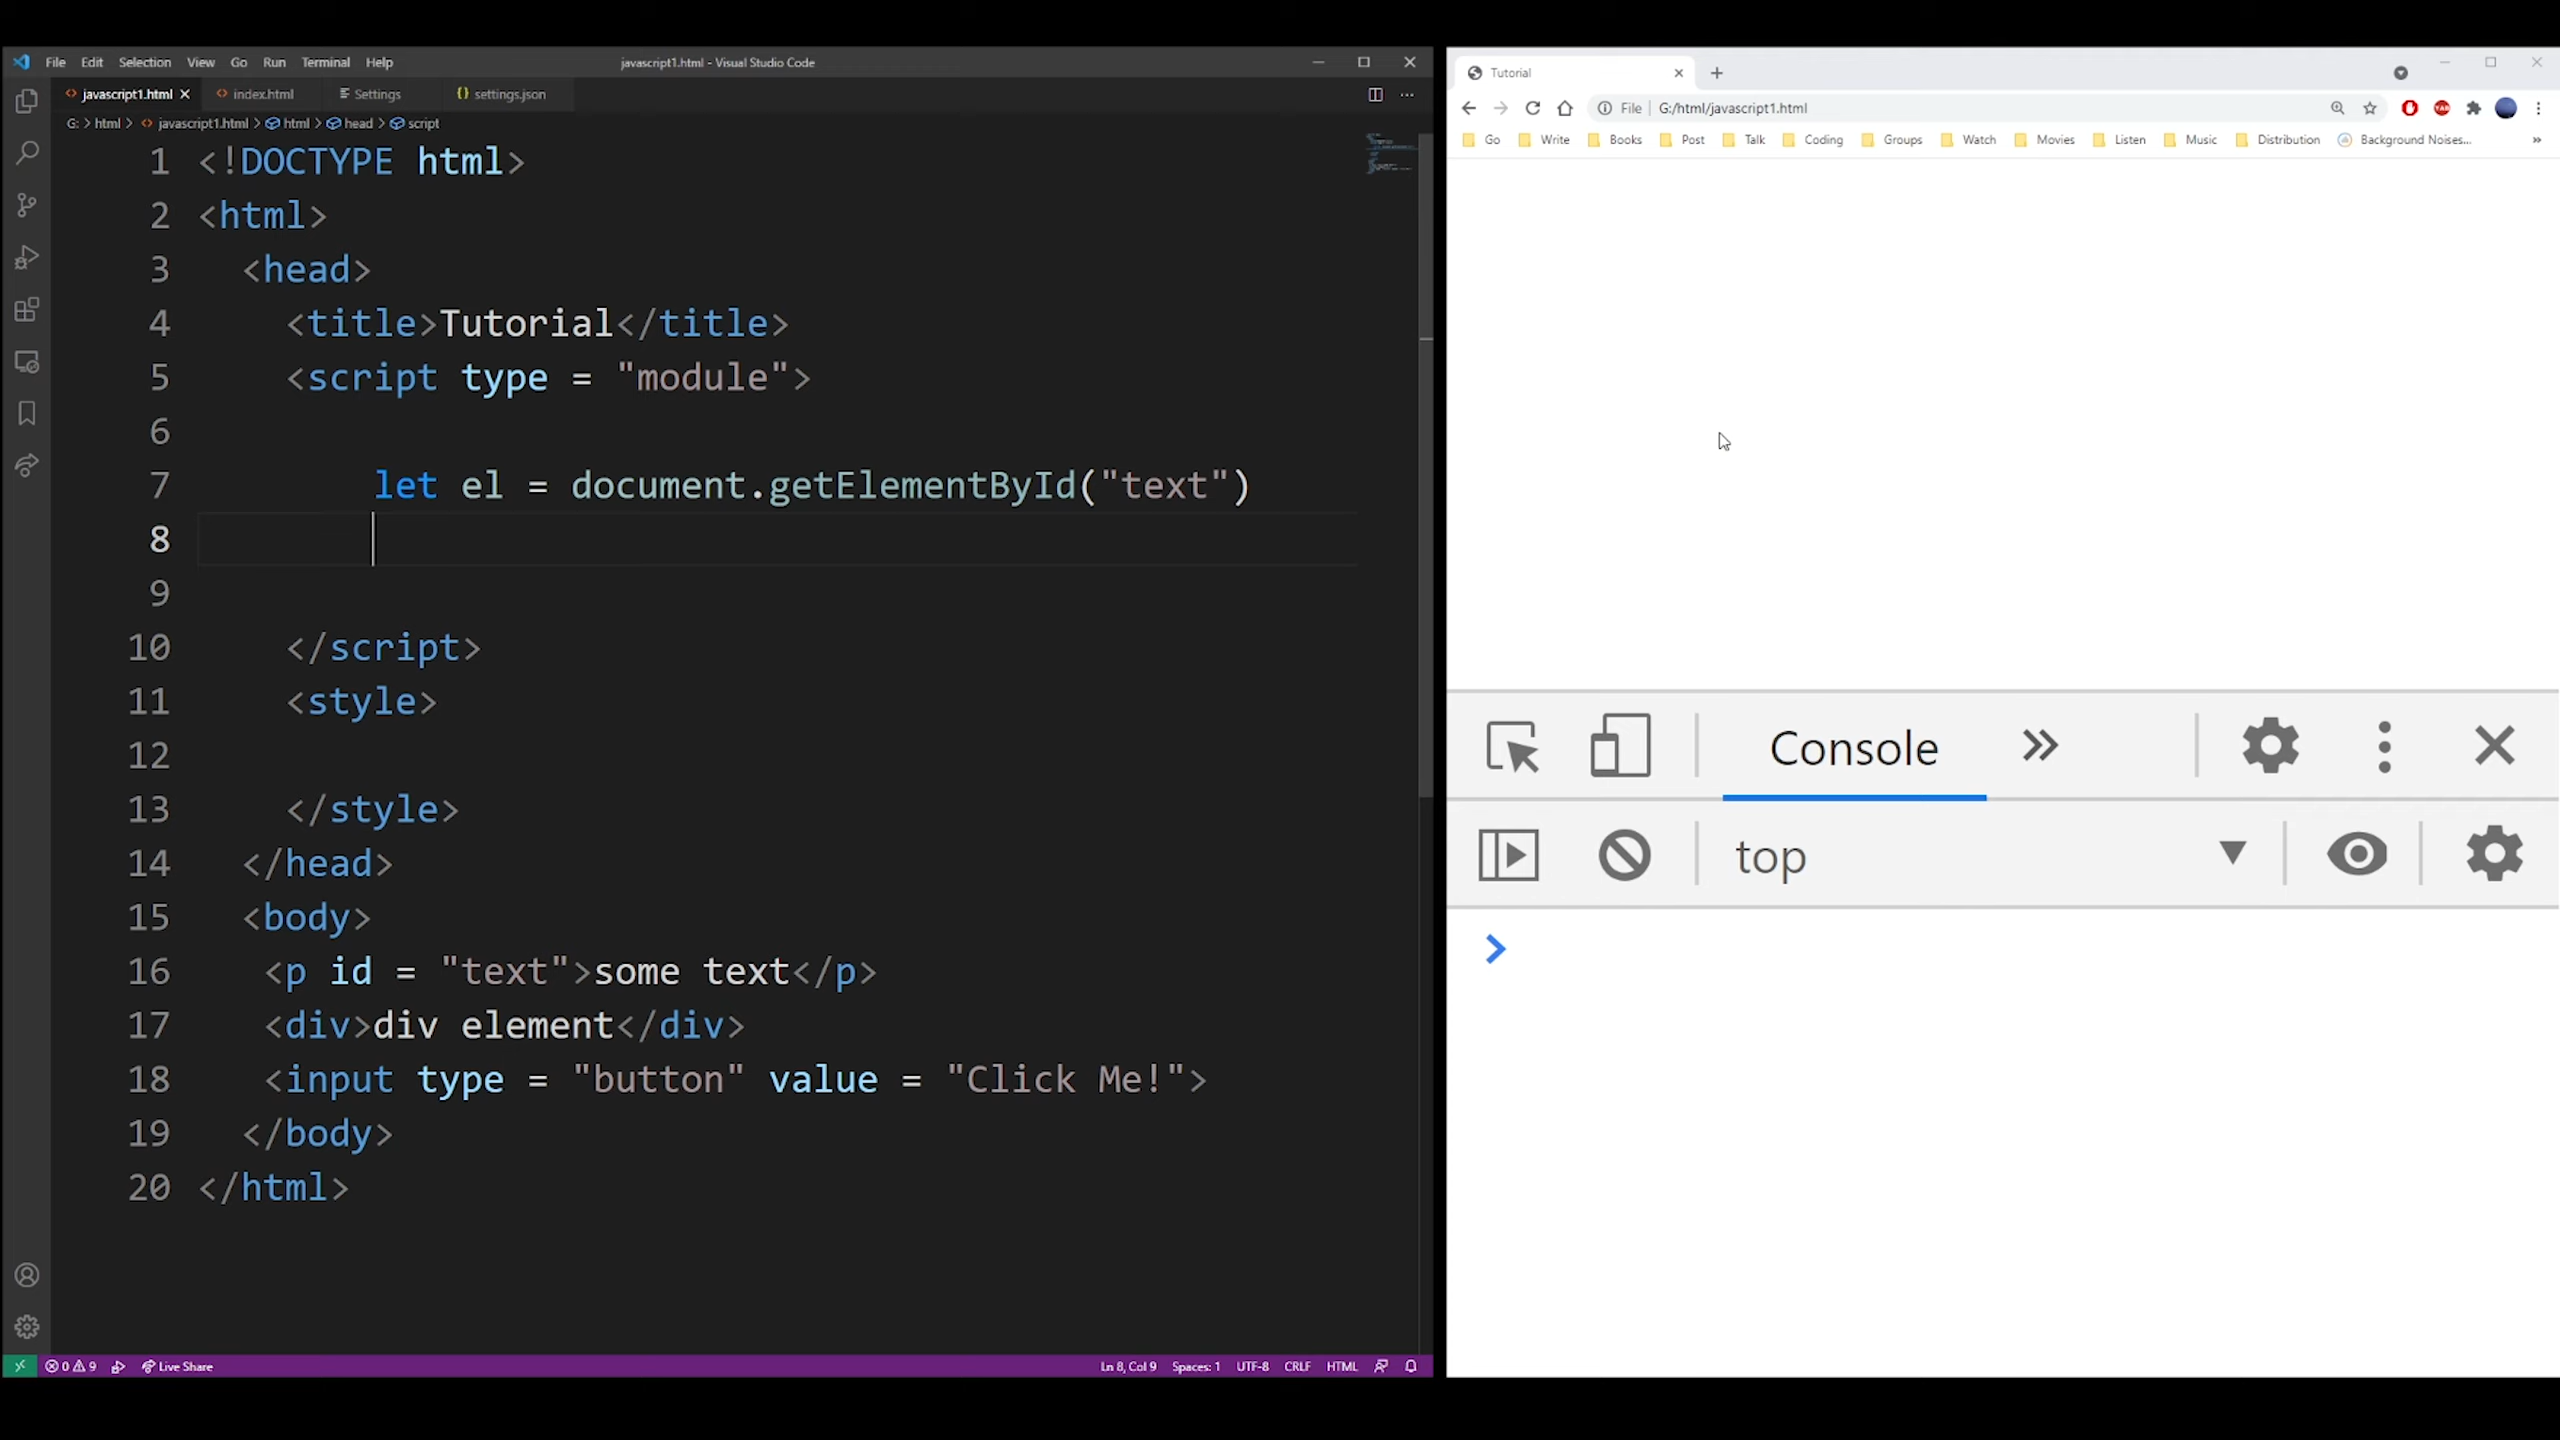 File Edit Selection View Go Run Terminal Help javascript1.html - Visual Studio Code
javascript1.html index.html Settings settings.json
G: > html > javascript1.html > html > head > script
1 <!DOCTYPE html>
2 <html>
3 <head>
4 <title>Tutorial</title>
5 <script type = "module">
6
7 let el = document.getElementById("text")
8
9
10 </script>
11 <style>
12
13 </style>
14 </head>
15 <body>
16 <p id = "text">some text</p>
17 <div>div element</div>
18 <input type = "button" value = "Click Me!">
19 </body>
20 </html>
0 9 Live Share Ln 8, Col 9 Spaces: 1 UTF-8 CRLF HTML
Tutorial
File G:/html/javascript1.html
Go Write Books Post Talk Coding Groups Watch Movies Listen Music Distribution Background Noises...
Console
top